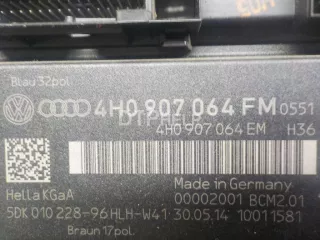 Blau 32pol.
4H0 907 064 FM 0551
4H0 907 064 EM H36
Made in Germany
Hella KGaA 00002001 BCM2.01
5DK 010 228-96 HLH-W41 30.05.14 10011581
Braun 17pol.